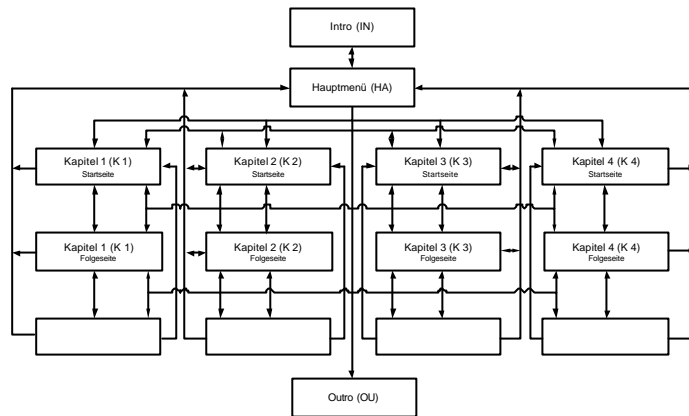 Intro (IN)
Hauptmenü (HA)
Kapitel 1 (K 1)
Startseite
Kapitel 2 (K 2)
Startseite
Kapitel 3 (K 3)
Startseite
Kapitel 4 (K 4)
Startseite
Kapitel 1 (K 1)
Folgeseite
Kapitel 2 (K 2)
Folgeseite
Kapitel 3 (K 3)
Folgeseite
Kapitel 4 (K 4)
Folgeseite
Outro (OU)